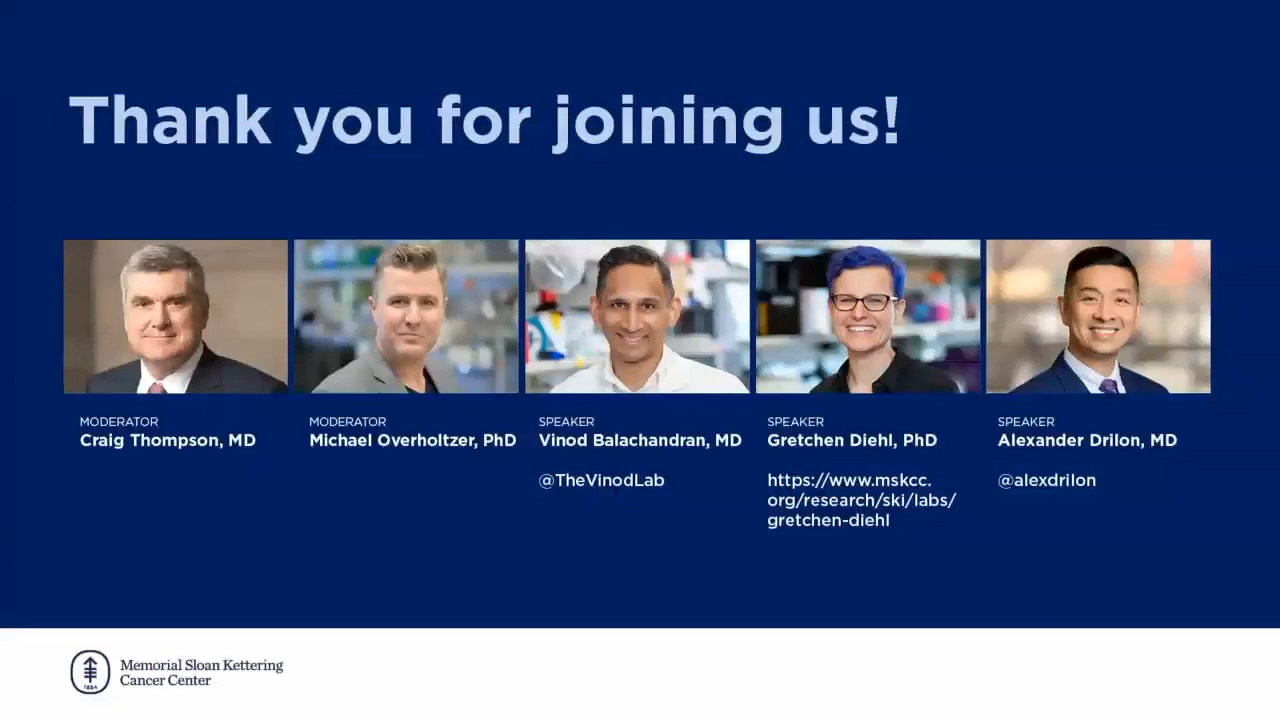 Thank you for joining us!
MODERATOR
Craig Thompson, MD
MODERATOR
Michael Overholtzer, PhD
SPEAKER
Vinod Balachandran, MD
@TheVinodLab
SPEAKER
Gretchen Diehl, PhD
https://www.mskcc.
org/research/ski/labs/
gretchen-diehl
SPEAKER
Alexander Drilon, MD
@alexdrilon
1884
Memorial Sloan Kettering
Cancer Center